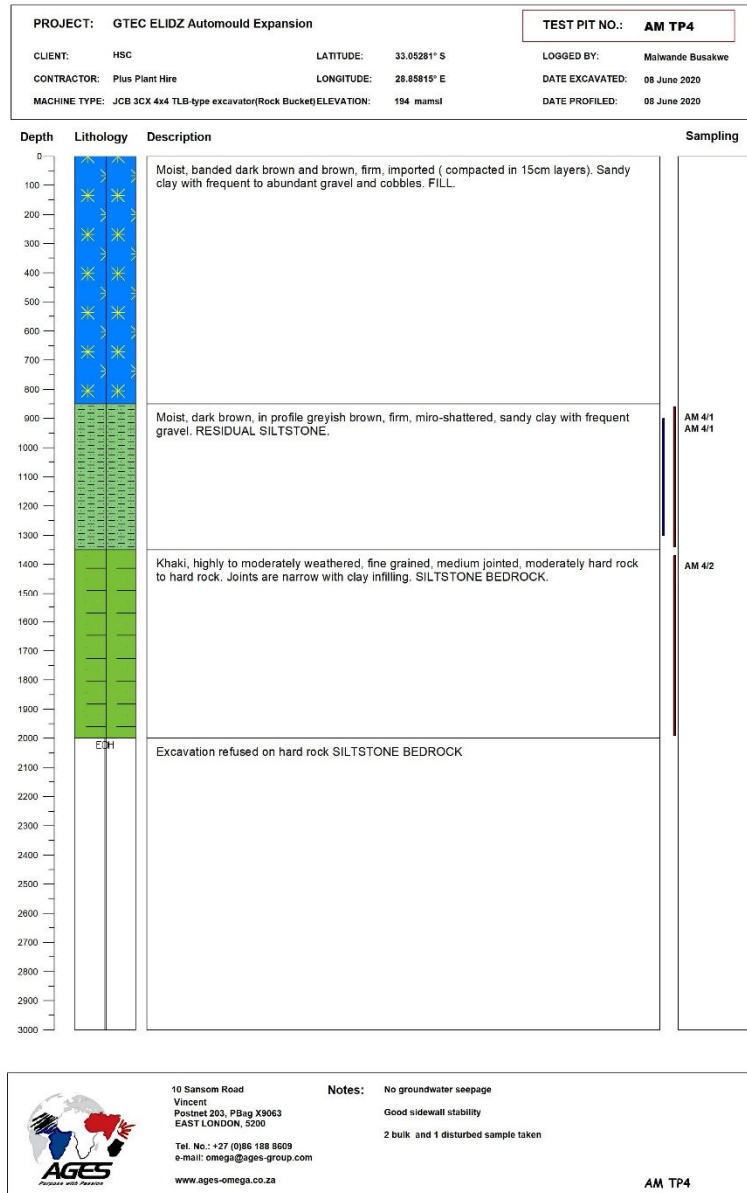 PROJECT: GTEC ELIDZ Automould Expansion
TEST PIT NO.: AM TP4
CLIENT: HSC LATITUDE: 33.05281° S LOGGED BY: Malwande Busakwe
CONTRACTOR: Plus Plant Hire LONGITUDE: 28.85815° E DATE EXCAVATED: 08 June 2020
MACHINE TYPE: JCB 3CX 4x4 TLB-type excavator(Rock Bucket) ELEVATION: 194 mamsl DATE PROFILED: 08 June 2020
Depth Lithology Description Sampling
0
Moist, banded dark brown and brown, firm, imported ( compacted in 15cm layers). Sandy
clay with frequent to abundant gravel and cobbles. FILL.
100
200
300
400
500
600
700
800
Moist, dark brown, in profile greyish brown, firm, miro-shattered, sandy clay with frequent
gravel. RESIDUAL SILTSTONE.
AM 4/1
AM 4/1
900
1000
1100
1200
1300
Khaki, highly to moderately weathered, fine grained, medium jointed, moderately hard rock
to hard rock. Joints are narrow with clay infilling. SILTSTONE BEDROCK.
AM 4/2
1400
1500
1600
1700
1800
1900
2000
EOH
Excavation refused on hard rock SILTSTONE BEDROCK
2100
2200
2300
2400
2500
2600
2700
2800
2900
3000
AGES
Purpose with Passion
10 Sansom Road
Vincent
Postnet 203, PBag X9063
EAST LONDON, 5200
Tel. No.: +27 (0)86 188 8609
e-mail: omega@ages-group.com
www.ages-omega.co.za
Notes: No groundwater seepage
Good sidewall stability
2 bulk and 1 disturbed sample taken
AM TP4